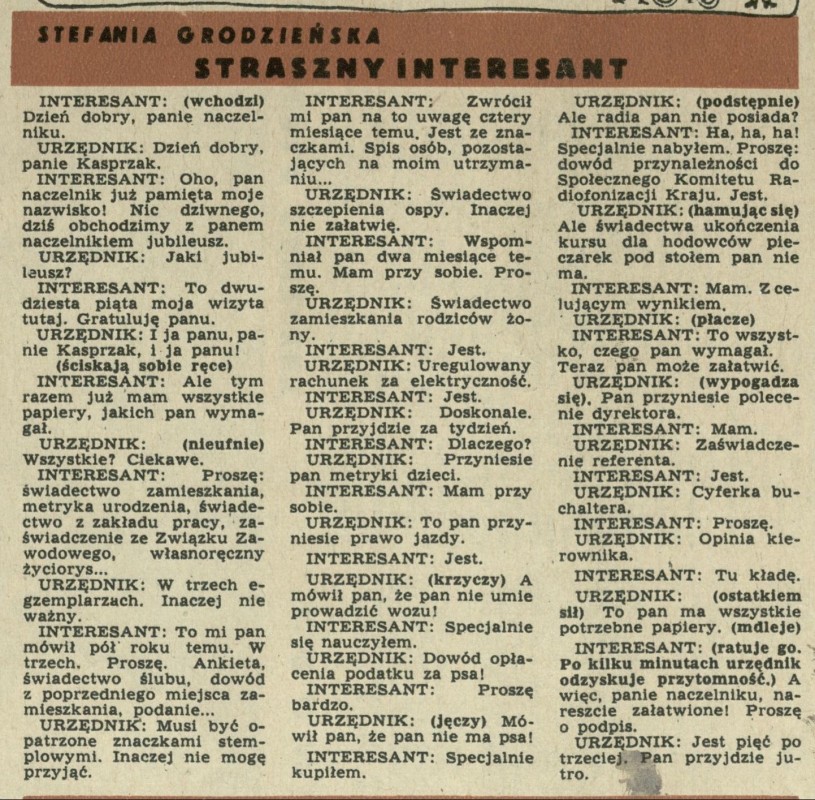 STEFANIA GRODZIEŃSKA
STRASZNY INTERESANT
INTERESANT: (wchodzi)
Dzień dobry, panie naczel-
niku.
URZĘDNIK: Dzień dobry,
panie Kasprzak.
INTERESANT: Oho, pan
naczelnik już pamięta moje
nazwisko! Nic dziwnego,
dziś obchodzimy z panem
naczelnikiem jubileusz.
URZĘDNIK: Jaki jubi-
leusz?
INTERESANT: To dwu-
dziesta piąta moja wizyta
tutaj. Gratuluję panu.
URZĘDNIK: I ja panu, pa-
nie Kasprzak, i ja panu!
(ściskają sobie ręce)
INTERESANT: Ale tym
razem już mam wszystkie
papiery, jakich pan wyma-
gał.
URZĘDNIK: (nieufnie)
Wszystkie? Ciekawe.
INTERESANT: Proszę:
świadectwo zamieszkania,
metryka urodzenia, świade-
ctwo z zakładu pracy, za-
świadczenie ze Związku Za-
wodowego, własnoręczny
życiorys...
URZĘDNIK: W trzech e-
gzemplarzach. Inaczej nie
ważny.
INTERESANT: To mi pan
mówił pół roku temu. W
trzech. Proszę. Ankieta,
świadectwo ślubu, dowód
z poprzedniego miejsca za-
mieszkania, podanie...
URZĘDNIK: Musi być o-
patrzone znaczkami stem-
plowymi. Inaczej nie mogę
przyjąć.
INTERESANT: Zwrócił
mi pan na to uwagę cztery
miesiące temu. Jest ze zna-
czkami. Spis osób, pozosta-
jących na moim utrzyma-
niu...
URZĘDNIK: Świadectwo
szczepienia ospy. Inaczej
nie załatwię.
INTERESANT: Wspom-
niał pan dwa miesiące te-
mu. Mam przy sobie. Pro-
szę.
URZĘDNIK: Świadectwo
zamieszkania rodziców żo-
ny.
INTERESANT: Jest.
URZĘDNIK: Uregulowany
rachunek za elektryczność.
INTERESANT: Jest.
URZĘDNIK: Doskonale.
Pan przyjdzie za tydzień.
INTERESANT: Dlaczego?
URZĘDNIK: Przyniesie
pan metryki dzieci.
INTERESANT: Mam przy
sobie.
URZĘDNIK: To pan przy-
niesie prawo jazdy.
INTERESANT: Jest.
URZĘDNIK: (krzyczy) A
mówił pan, że pan nie umie
prowadzić wozu!
INTERESANT: Specjalnie
się nauczyłem.
URZĘDNIK: Dowód opła-
cenia podatku za psa!
INTERESANT: Proszę
bardzo.
URZĘDNIK: (jęczy) Mó-
wił pan, że pan nie ma psa!
INTERESANT: Specjalnie
kupiłem.
URZĘDNIK: (podstępnie)
Ale radia pan nie posiada?
INTERESANT: Ha, ha, ha!
Specjalnie nabyłem. Proszę:
dowód przynależności do
Społecznego Komitetu Ra-
diofonizacji Kraju. Jest.
URZĘDNIK: (hamując się)
Ale świadectwa ukończenia
kursu dla hodowców pie-
czarek pod stołem pan nie
ma.
INTERESANT: Mam. Z ce-
lującym wynikiem.
URZĘDNIK: (płacze)
INTERESANT: To wszyst-
ko, czego pan wymagał.
Teraz pan może załatwić.
URZĘDNIK: (wypogadza
się). Pan przyniesie polece-
nie dyrektora.
INTERESANT: Mam.
URZĘDNIK: Zaświadcze-
nie referenta.
INTERESANT: Jest.
URZĘDNIK: Cyferka bu-
chaltera.
INTERESANT: Proszę.
URZĘDNIK: Opinia kie-
rownika.
INTERESANT: Tu kładę.
URZĘDNIK: (ostatkiem
sił) To pan ma wszystkie
potrzebne papiery. (mdleje)
INTERESANT: (ratuje go.
Po kilku minutach urzędnik
odzyskuje przytomność.) A
więc, panie naczelniku, na-
reszcie załatwione! Proszę
o podpis.
URZĘDNIK: Jest pięć po
trzeciej. Pan przyjdzie ju-
tro.